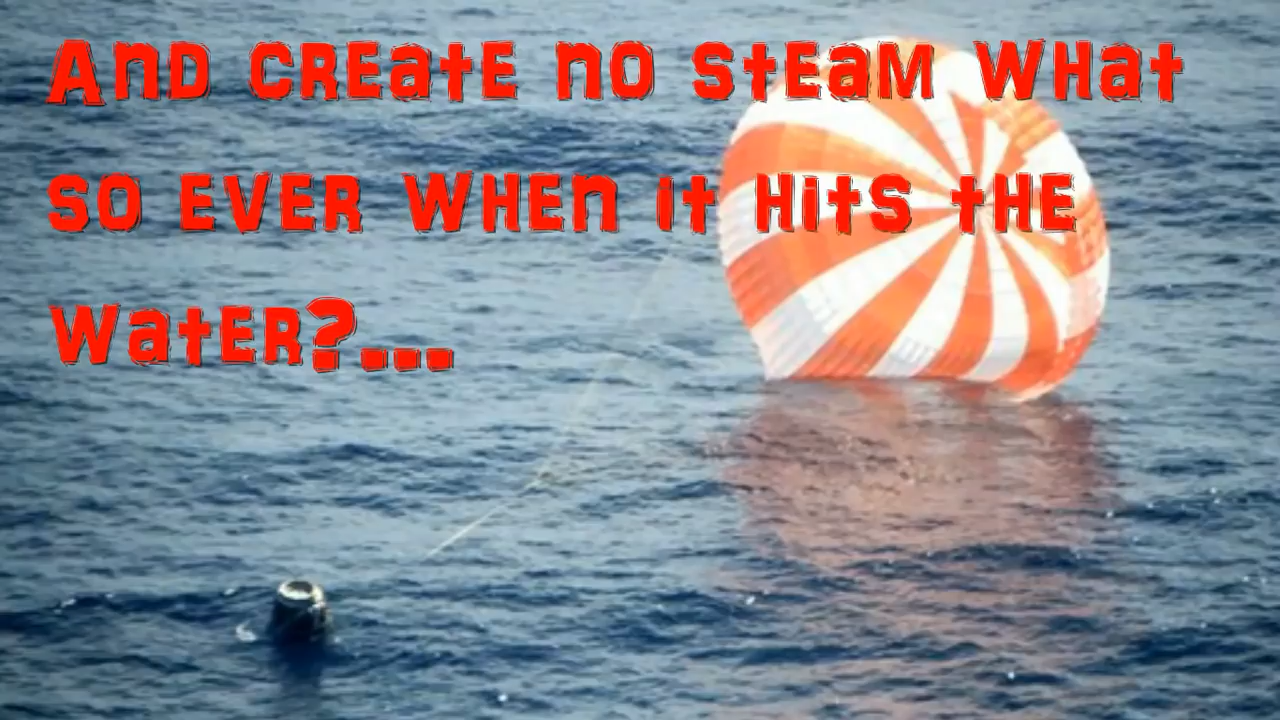 And create no steam what
so ever when it hits the
water?...